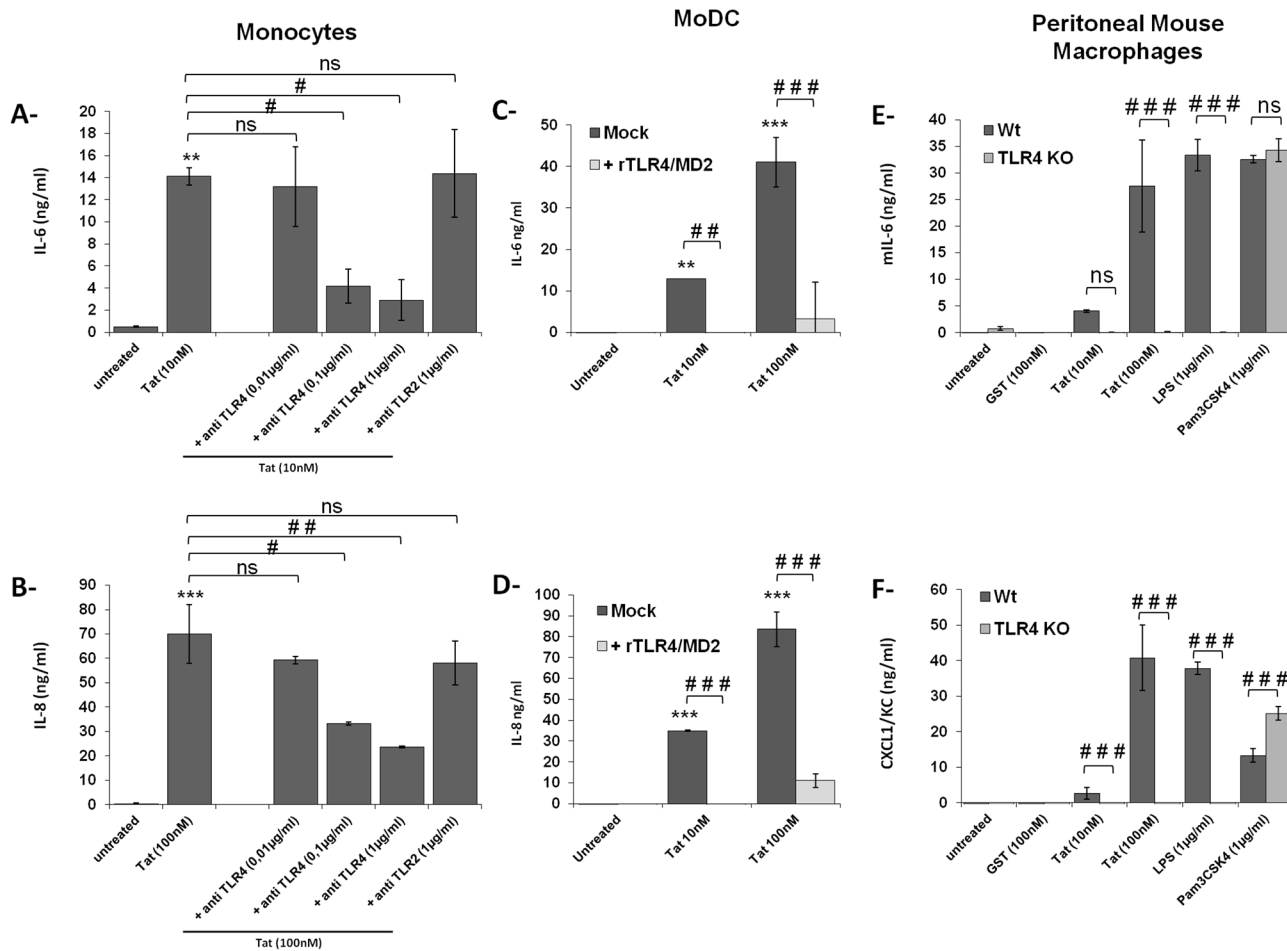 Monocytes
A-
ns
#
#
ns
**
IL-6 (ng/ml)
20
18
16
14
12
10
8
6
4
2
0
untreated
Tat (10nM)
+ anti TLR4 (0,01µg/ml)
+ anti TLR4 (0,1µg/ml)
+ anti TLR4 (1µg/ml)
+ anti TLR2 (1µg/ml)
Tat (10nM)
B-
ns
# #
#
ns
***
IL-8 (ng/ml)
90
80
70
60
50
40
30
20
10
0
untreated
Tat (100nM)
+ anti TLR4 (0,01µg/ml)
+ anti TLR4 (0,1µg/ml)
+ anti TLR4 (1µg/ml)
+ anti TLR2 (1µg/ml)
Tat (100nM)
MoDC
C-
Mock
+ rTLR4/MD2
# # #
***
# #
**
IL-6 ng/ml
50
40
30
20
10
0
Untreated
Tat 10nM
Tat 100nM
D-
Mock
+ rTLR4/MD2
# # #
***
# # #
***
IL-8 ng/ml
100
90
80
70
60
50
40
30
20
10
0
Untreated
Tat 10nM
Tat 100nM
Peritoneal Mouse
Macrophages
E-
Wt
TLR4 KO
# # #
# # #
ns
ns
mIL-6 (ng/ml)
40
35
30
25
20
15
10
5
0
untreated
GST (100nM)
Tat (10nM)
Tat (100nM)
LPS (1µg/ml)
Pam3CSK4 (1µg/ml)
F-
Wt
TLR4 KO
# # #
# # #
# # #
# # #
CXCL1/KC (ng/ml)
60
50
40
30
20
10
0
untreated
GST (100nM)
Tat (10nM)
Tat (100nM)
LPS (1µg/ml)
Pam3CSK4 (1µg/ml)